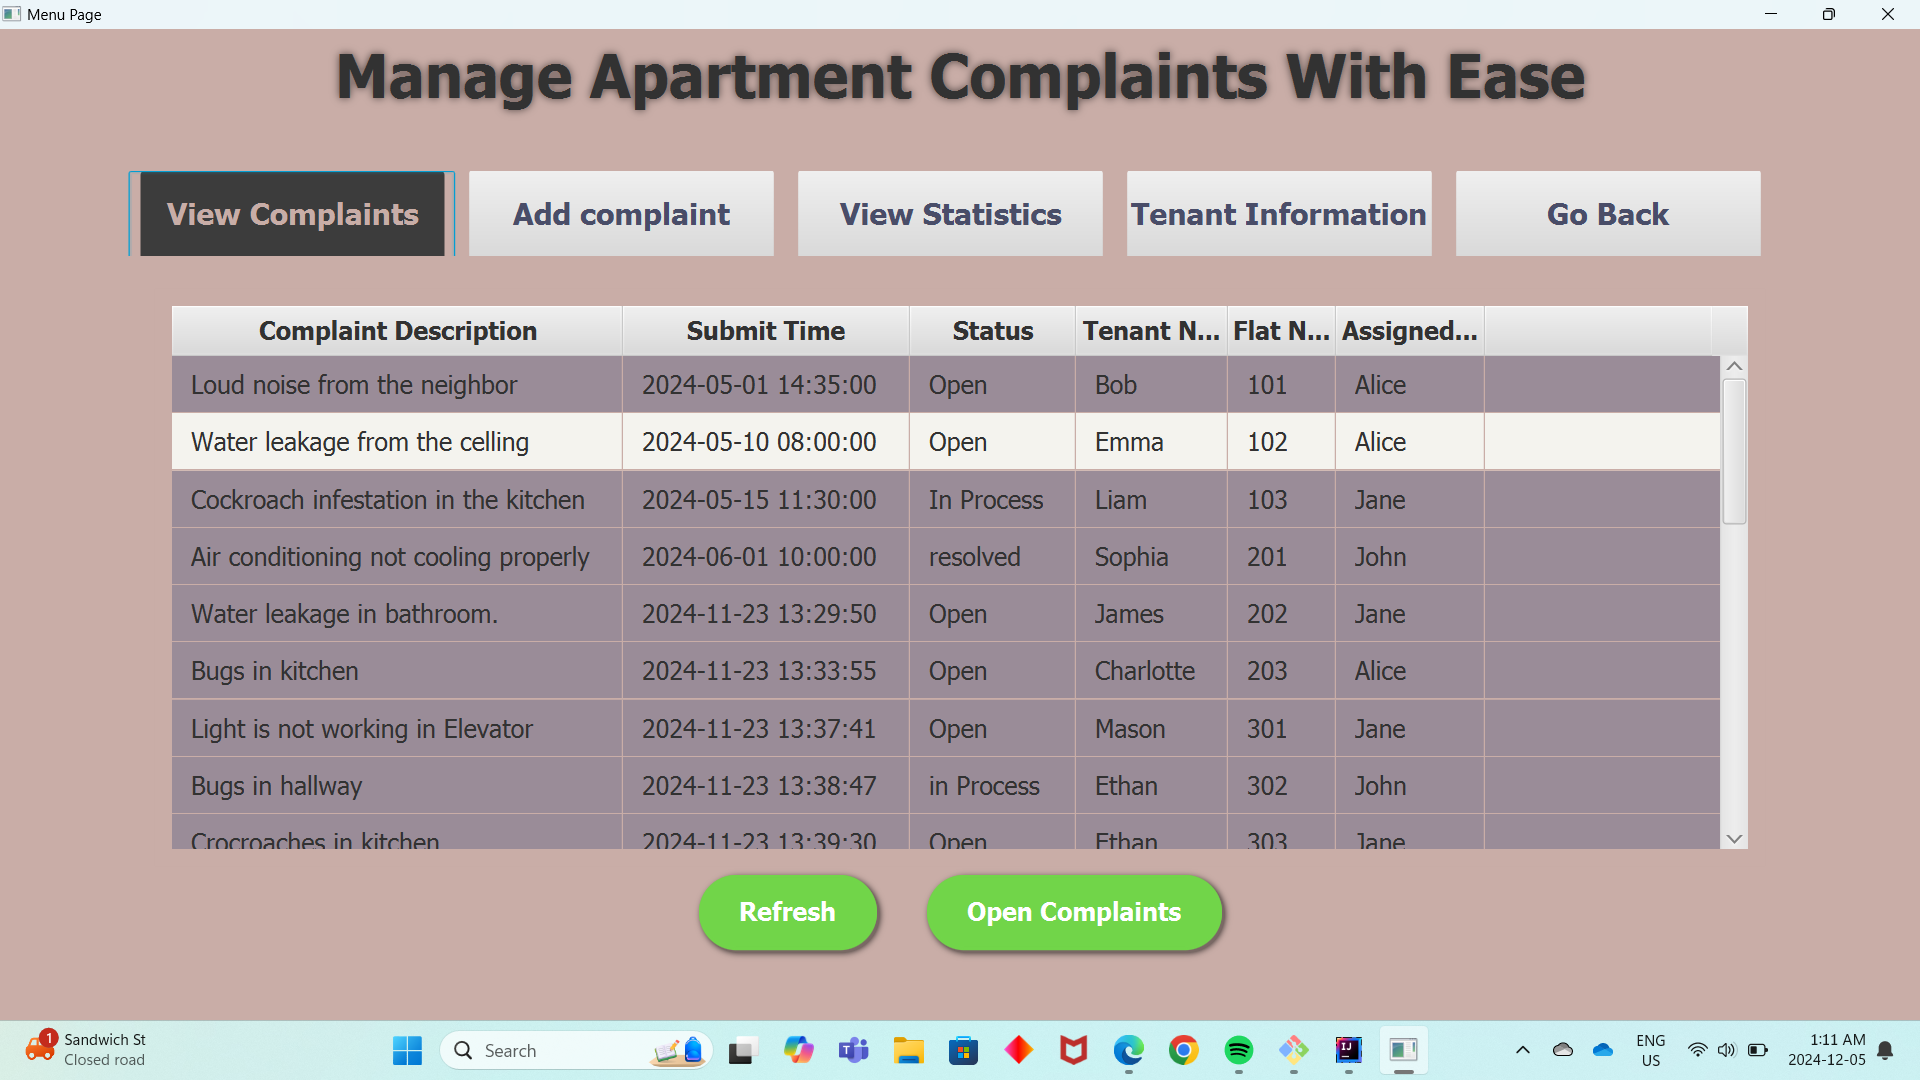 Menu Page
Manage Apartment Complaints With Ease
View Complaints Add complaint View Statistics Tenant Information Go Back
Complaint Description Submit Time Status Tenant N... Flat N... Assigned...
Loud noise from the neighbor 2024-05-01 14:35:00 Open Bob 101 Alice
Water leakage from the celling 2024-05-10 08:00:00 Open Emma 102 Alice
Cockroach infestation in the kitchen 2024-05-15 11:30:00 In Process Liam 103 Jane
Air conditioning not cooling properly 2024-06-01 10:00:00 resolved Sophia 201 John
Water leakage in bathroom. 2024-11-23 13:29:50 Open James 202 Jane
Bugs in kitchen 2024-11-23 13:33:55 Open Charlotte 203 Alice
Light is not working in Elevator 2024-11-23 13:37:41 Open Mason 301 Jane
Bugs in hallway 2024-11-23 13:38:47 in Process Ethan 302 John
Crocroaches in kitchen 2024-11-23 13:39:30 Open Ethan 303 Jane
Refresh Open Complaints
1 Sandwich St
Closed road
Search
T
IJ
ENG
US
1:11 AM
2024-12-05